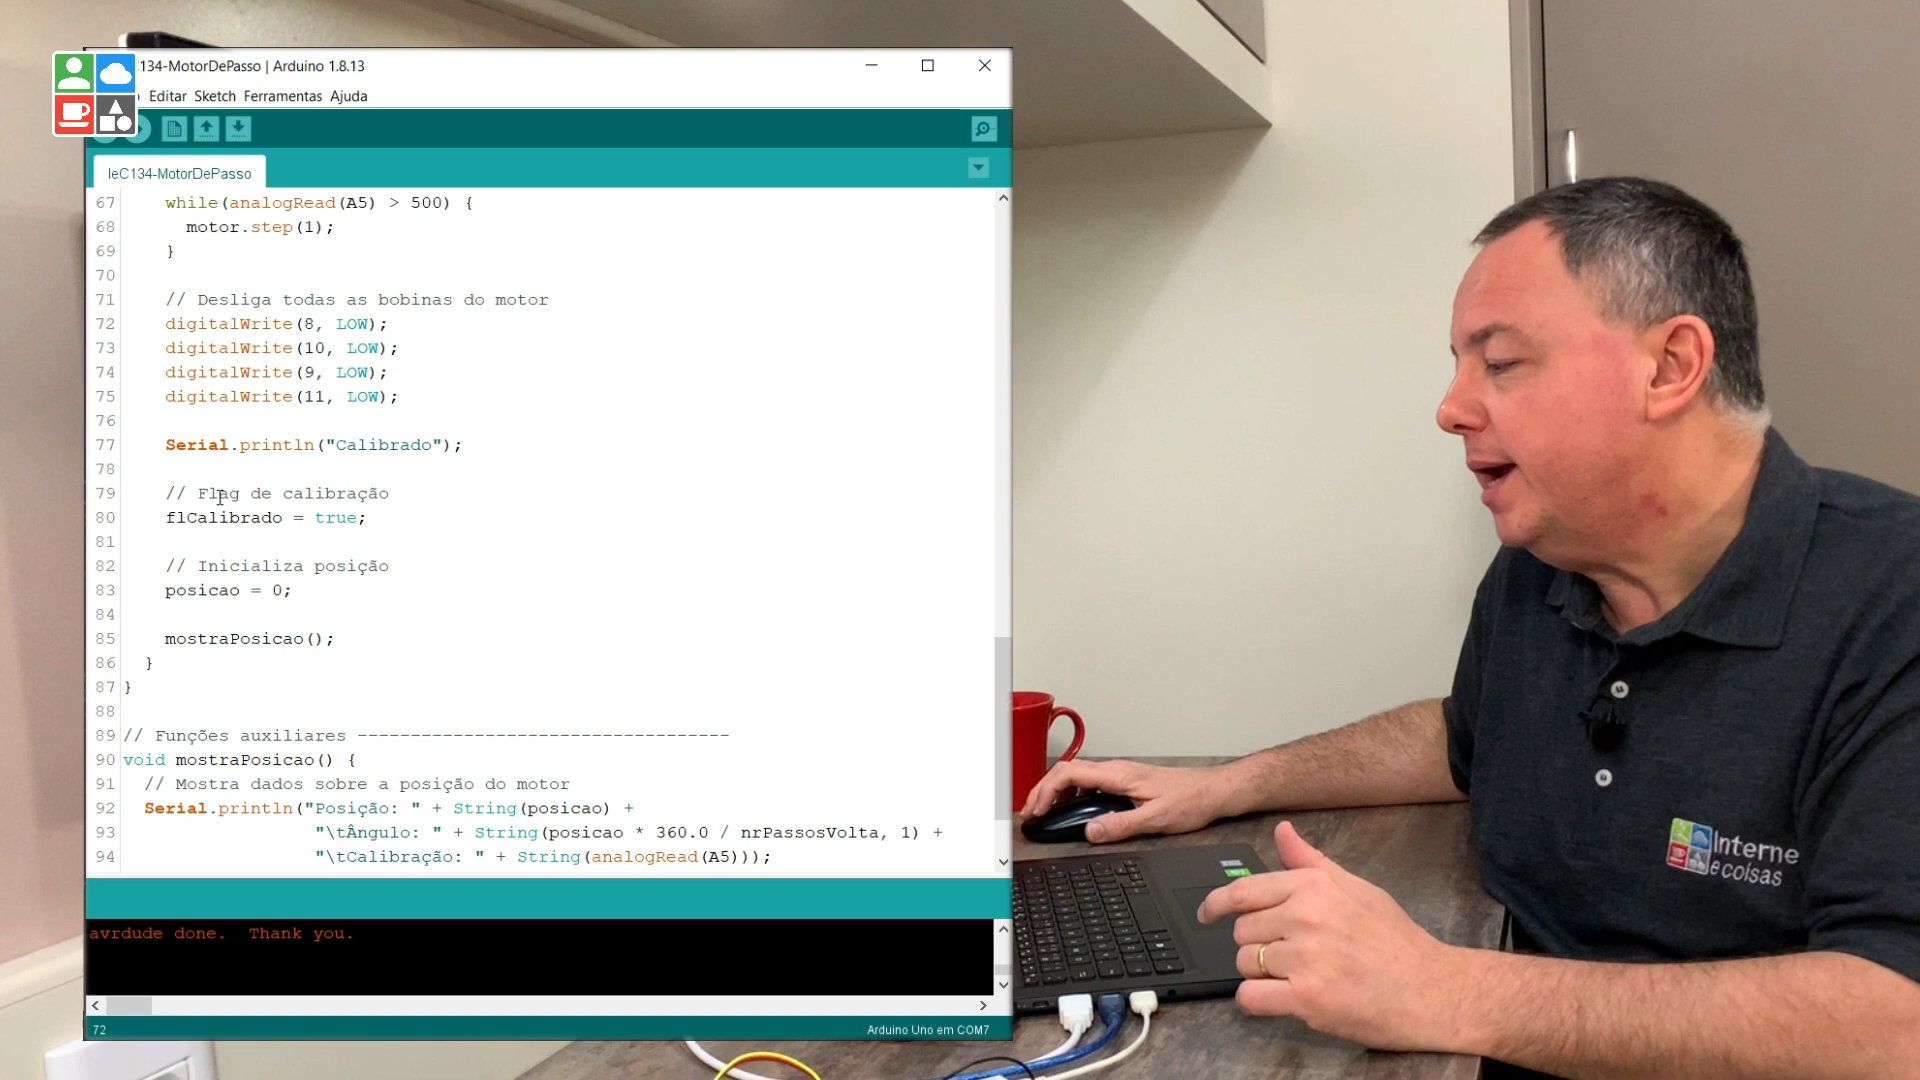 134-MotorDePasso | Arduino 1.8.13
Editar Sketch Ferramentas Ajuda
IeC134-MotorDePasso
67 while(analogRead(A5) > 500) {
68 motor.step(1);
69 }
70
71 // Desliga todas as bobinas do motor
72 digitalWrite(8, LOW);
73 digitalWrite(10, LOW);
74 digitalWrite(9, LOW);
75 digitalWrite(11, LOW);
76
77 Serial.println("Calibrado");
78
79 // Flag de calibração
80 flCalibrado = true;
81
82 // Inicializa posição
83 posicao = 0;
84
85 mostraPosicao();
86 }
87 }
88
89 // Funções auxiliares -----------------------------------
90 void mostraPosicao() {
91 // Mostra dados sobre a posição do motor
92 Serial.println("Posição: " + String(posicao) +
93 "\tÂngulo: " + String(posicao * 360.0 / nrPassosVolta, 1) +
94 "\tCalibração: " + String(analogRead(A5)));
avrdude done. Thank you.
72
Arduino Uno em COM7
Interne
e coisas